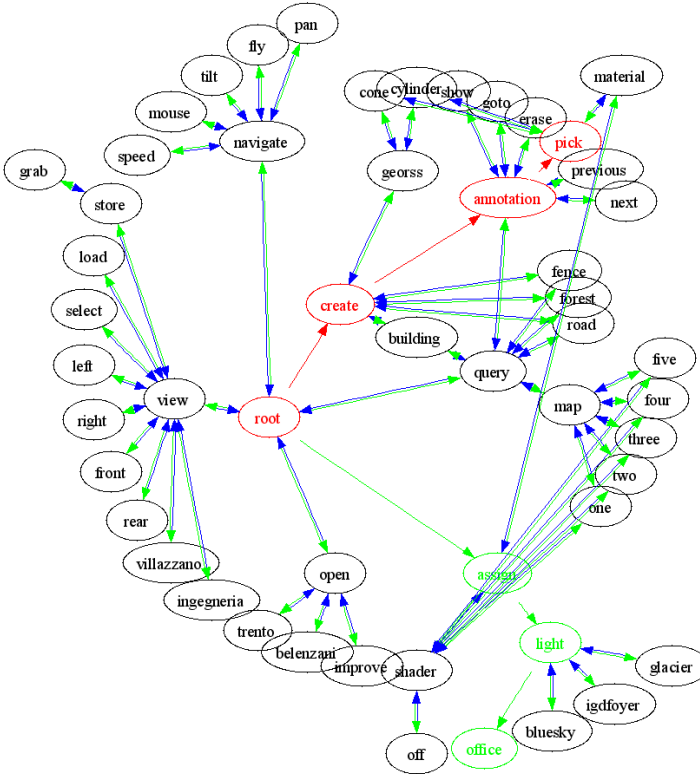 pan
fly
tilt
material
cone
cylinder
show
goto
mouse
erase
navigate
pick
speed
grab
georss
previous
store
annotation
next
load
fence
create
forest
select
road
building
five
left
query
view
four
map
right
root
three
front
two
one
rear
villazzano
open
assign
ingegneria
trento
light
belenzani
improve
shader
glacier
igdfoyer
bluesky
off
office